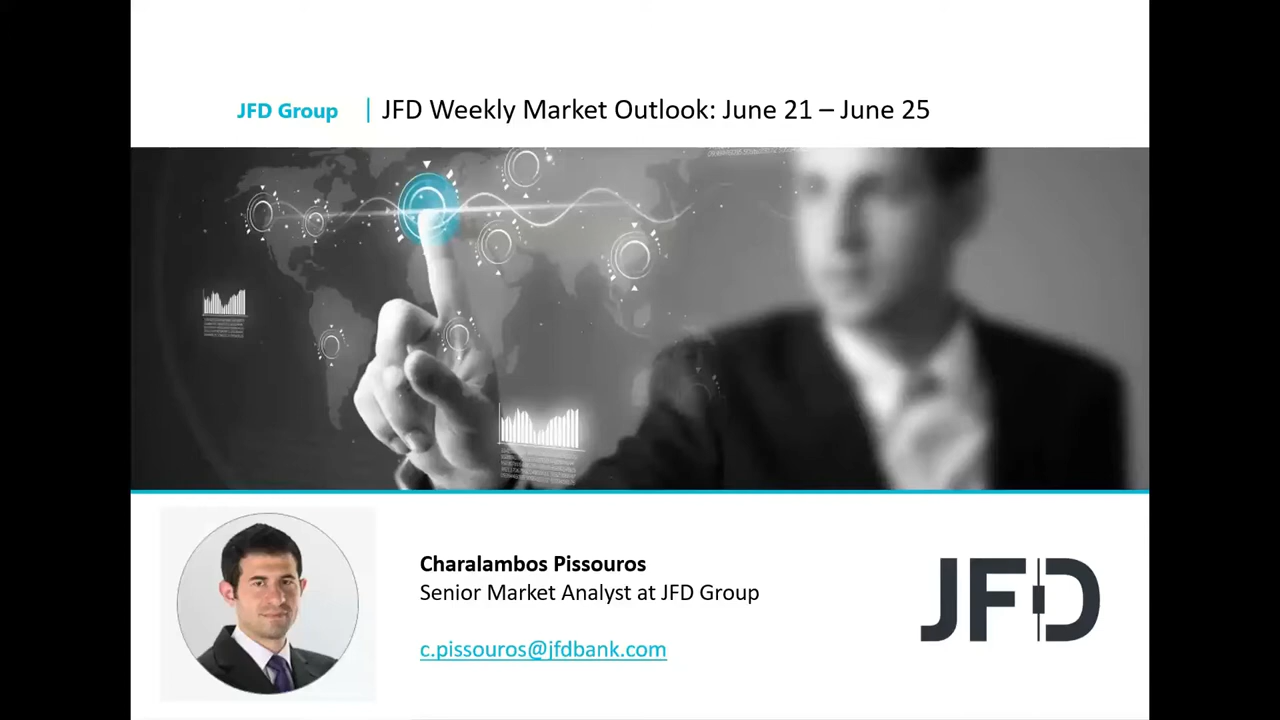 JFD Group | JFD Weekly Market Outlook: June 21 – June 25
Charalambos Pissouros
Senior Market Analyst at JFD Group
c.pissouros@jfdbank.com
JFD